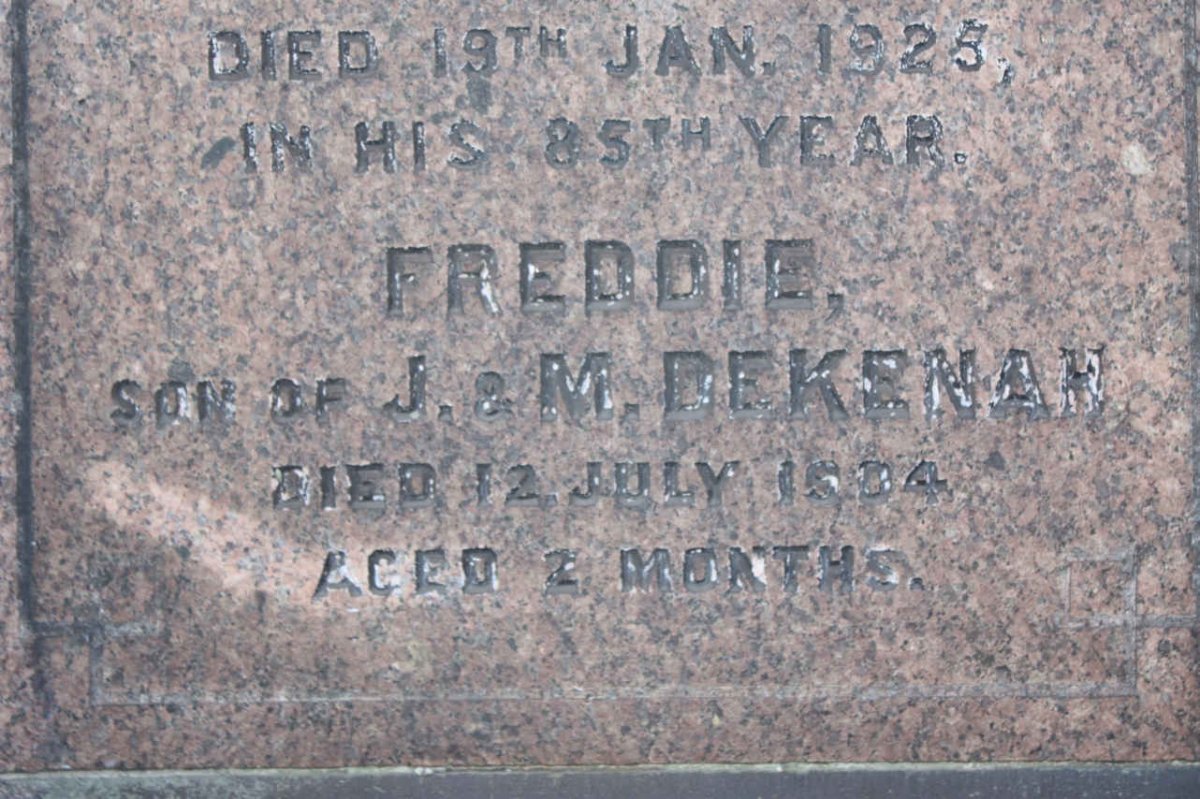 DIED 19TH JAN. 1925,
IN HIS 85TH YEAR.
FREDDIE,
SON OF J. & M. DEKENAH
DIED 12. JULY 1904
AGED 2 MONTHS.